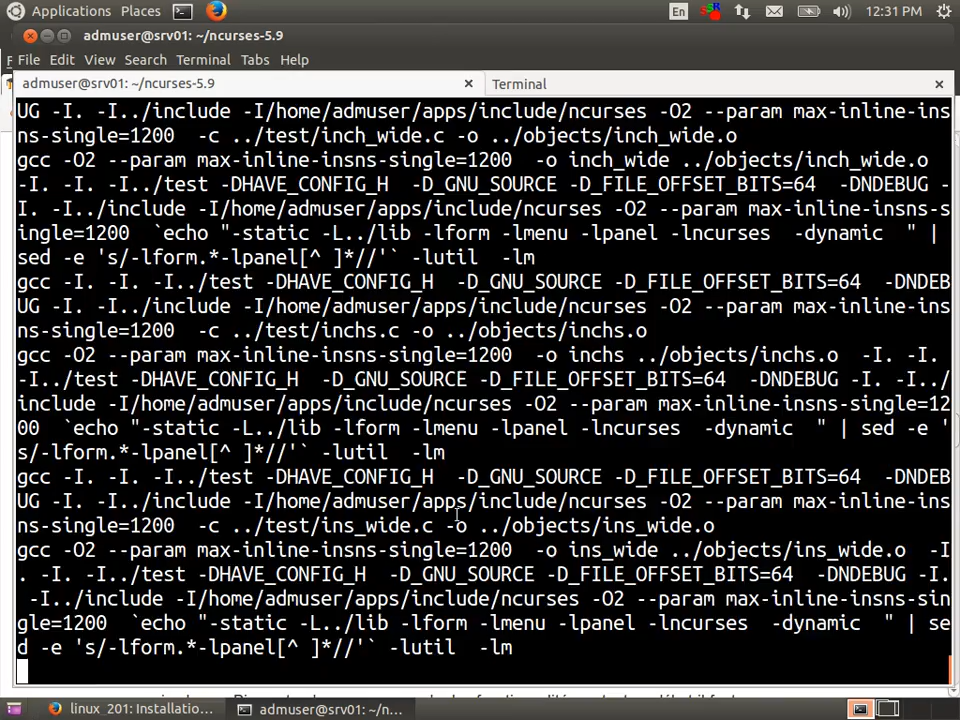 Applications Places En 12:31 PM
admuser@srv01: ~/ncurses-5.9
File Edit View Search Terminal Tabs Help
admuser@srv01: ~/ncurses-5.9 × Terminal ×
UG -I. -I../include -I/home/admuser/apps/include/ncurses -O2 --param max-inline-ins
ns-single=1200  -c ../test/inch_wide.c -o ../objects/inch_wide.o
gcc -O2 --param max-inline-insns-single=1200  -o inch_wide ../objects/inch_wide.o
-I. -I. -I../test -DHAVE_CONFIG_H  -D_GNU_SOURCE -D_FILE_OFFSET_BITS=64  -DNDEBUG -
I. -I../include -I/home/admuser/apps/include/ncurses -O2 --param max-inline-insns-s
ingle=1200  `echo "-static -L../lib -lform -lmenu -lpanel -lncurses  -dynamic  " |
sed -e 's/-lform.*-lpanel[^ ]*//'` -lutil  -lm
gcc -I. -I. -I../test -DHAVE_CONFIG_H  -D_GNU_SOURCE -D_FILE_OFFSET_BITS=64  -DNDEB
UG -I. -I../include -I/home/admuser/apps/include/ncurses -O2 --param max-inline-ins
ns-single=1200  -c ../test/inchs.c -o ../objects/inchs.o
gcc -O2 --param max-inline-insns-single=1200  -o inchs ../objects/inchs.o  -I. -I.
-I../test -DHAVE_CONFIG_H  -D_GNU_SOURCE -D_FILE_OFFSET_BITS=64  -DNDEBUG -I. -I../
include -I/home/admuser/apps/include/ncurses -O2 --param max-inline-insns-single=12
00  `echo "-static -L../lib -lform -lmenu -lpanel -lncurses  -dynamic  " | sed -e '
s/-lform.*-lpanel[^ ]*//'` -lutil  -lm
gcc -I. -I. -I../test -DHAVE_CONFIG_H  -D_GNU_SOURCE -D_FILE_OFFSET_BITS=64  -DNDEB
UG -I. -I../include -I/home/admuser/apps/include/ncurses -O2 --param max-inline-ins
ns-single=1200  -c ../test/ins_wide.c -o ../objects/ins_wide.o
gcc -O2 --param max-inline-insns-single=1200  -o ins_wide ../objects/ins_wide.o  -I
. -I. -I../test -DHAVE_CONFIG_H  -D_GNU_SOURCE -D_FILE_OFFSET_BITS=64  -DNDEBUG -I.
 -I../include -I/home/admuser/apps/include/ncurses -O2 --param max-inline-insns-sin
gle=1200  `echo "-static -L../lib -lform -lmenu -lpanel -lncurses  -dynamic  " | se
d -e 's/-lform.*-lpanel[^ ]*//'` -lutil  -lm
linux_201: Installatio... admuser@srv01: ~/n...